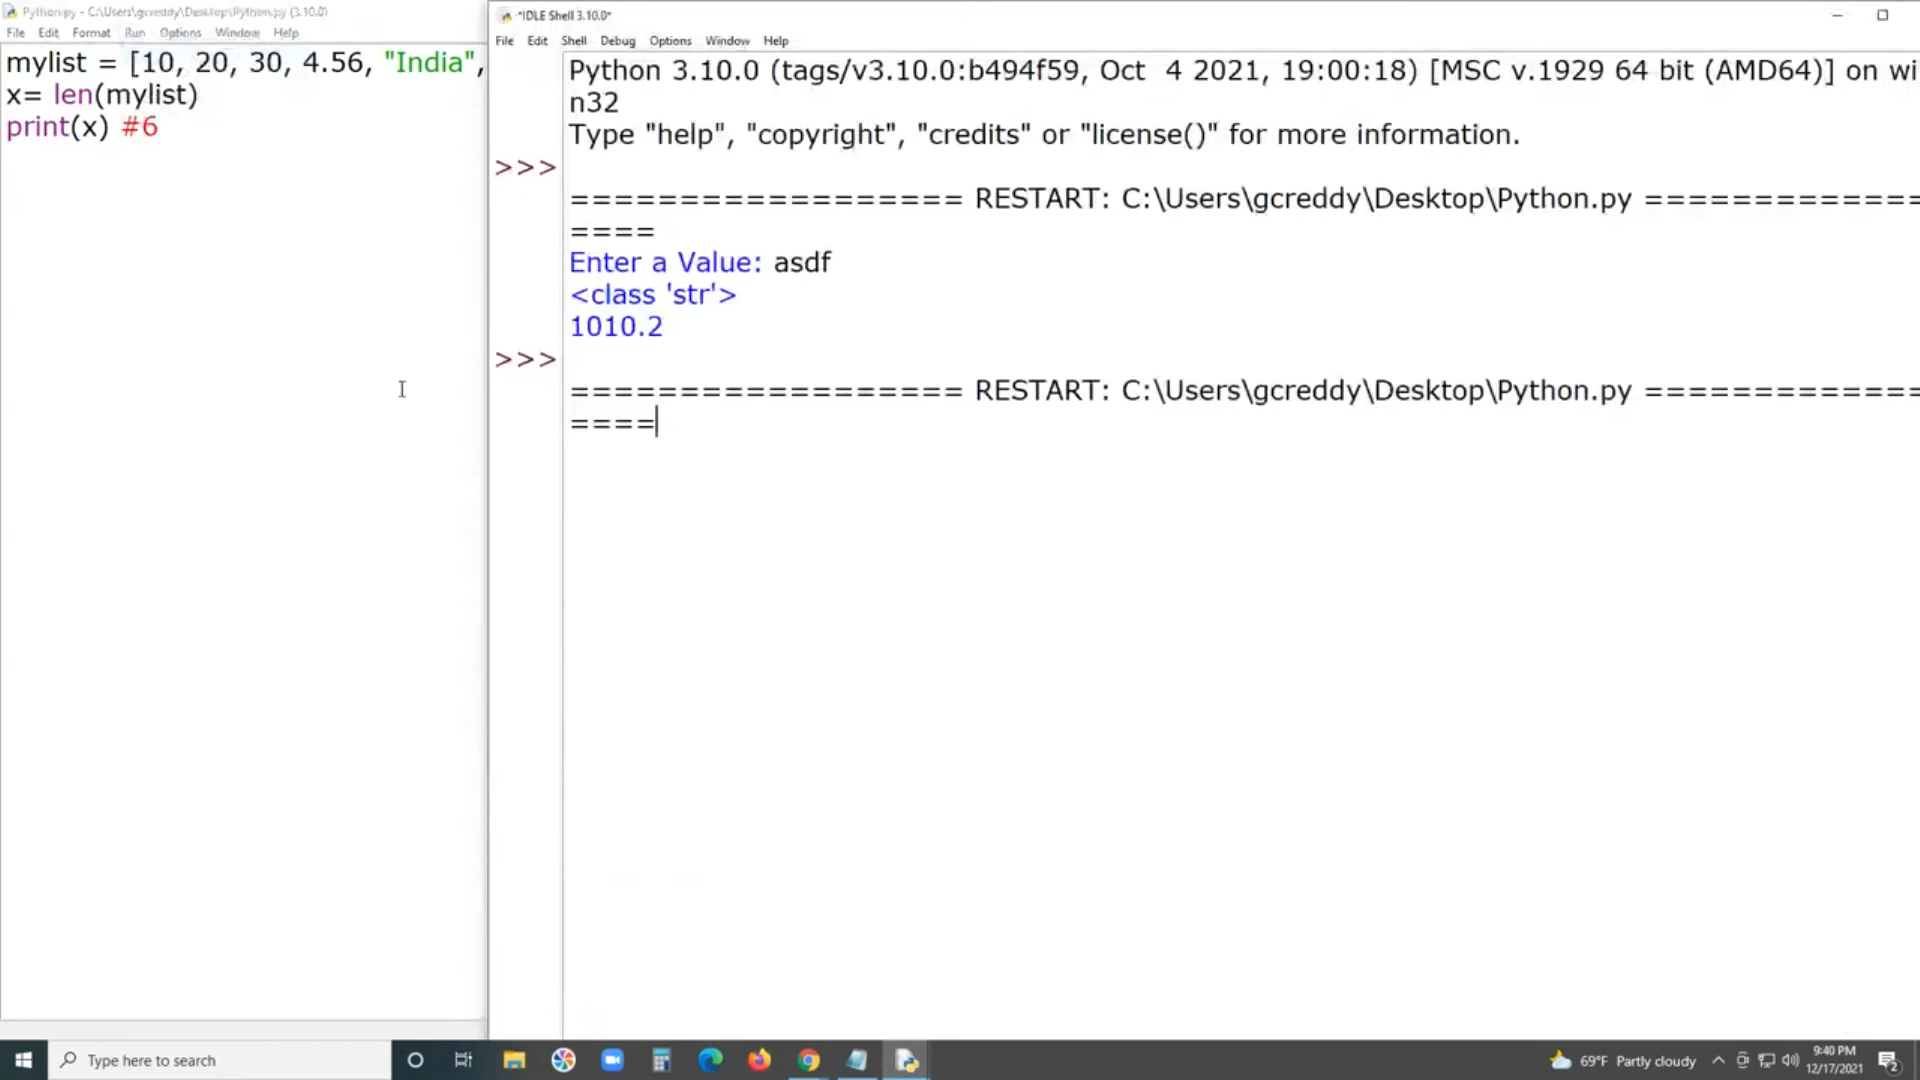 Python.py - C:\Users\gcreddy\Desktop\Python.py (3.10.0)
File Edit Format Run Options Window Help
mylist = [10, 20, 30, 4.56, "India",
x= len(mylist)
print(x) #6
*IDLE Shell 3.10.0*
File Edit Shell Debug Options Window Help
Python 3.10.0 (tags/v3.10.0:b494f59, Oct  4 2021, 19:00:18) [MSC v.1929 64 bit (AMD64)] on wi
n32
Type "help", "copyright", "credits" or "license()" for more information.
>>>
================== RESTART: C:\Users\gcreddy\Desktop\Python.py =============
====
Enter a Value: asdf
<class 'str'>
1010.2
>>>
================== RESTART: C:\Users\gcreddy\Desktop\Python.py =============
====
Type here to search
69°F Partly cloudy
9:40 PM
12/17/2021
2